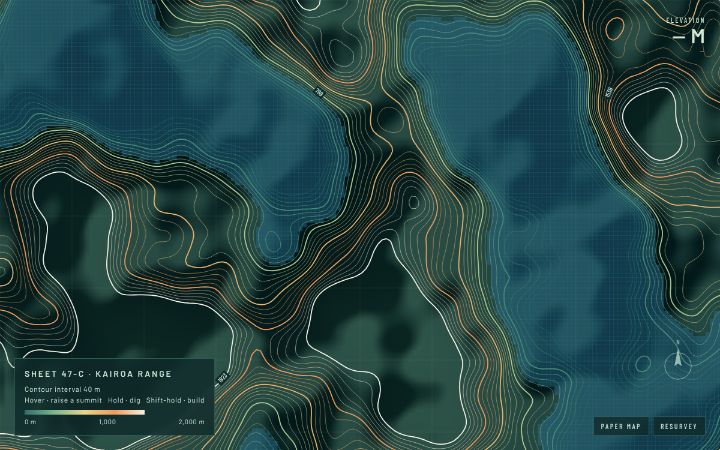 ELEVATION
— M
SHEET 47-C · KAIROA RANGE
Contour Interval 40 m
Hover · raise a summit Hold · dig Shift-hold · build
0 m 1,000 2,000 m
PAPER MAP RESURVEY